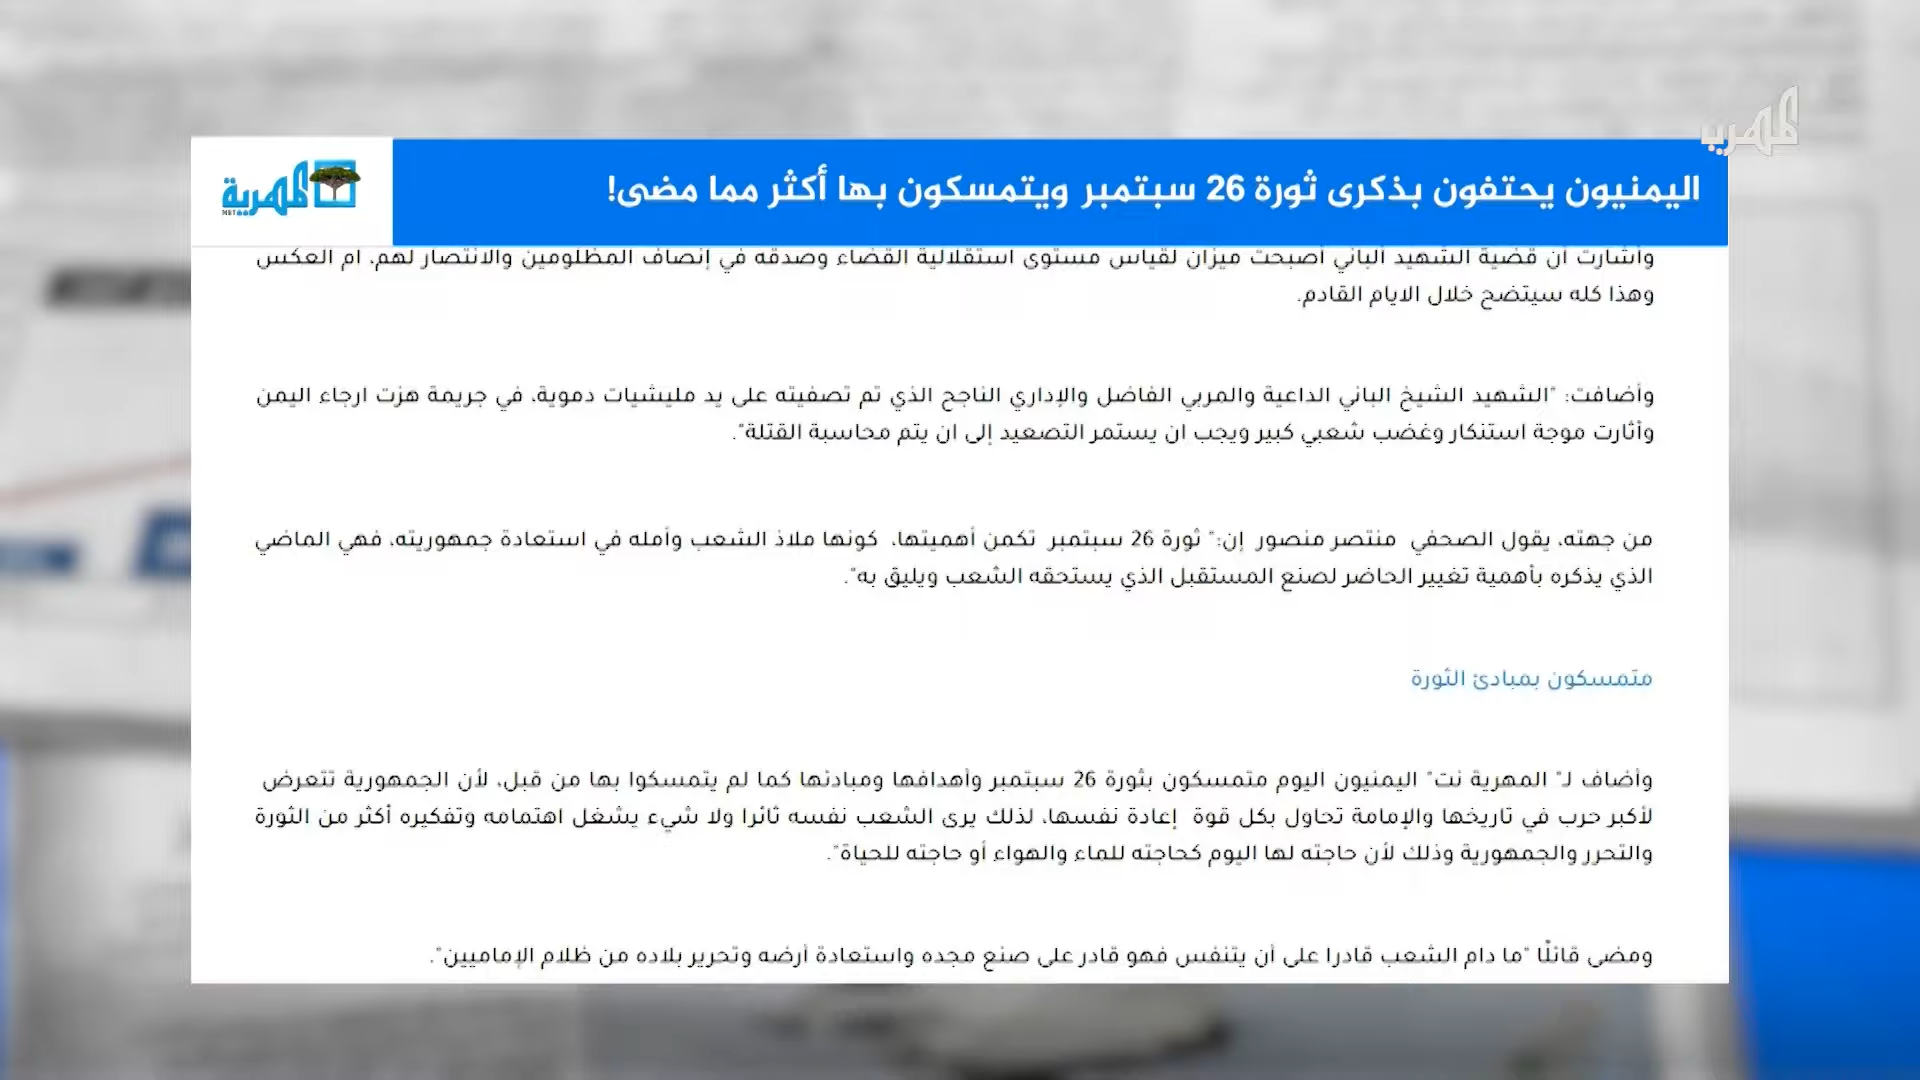 المهرية
المهرية
NET
اليمنيون يحتفون بذكرى ثورة 26 سبتمبر ويتمسكون بها أكثر مما مضى!
وأشارت أن قضية الشهيد الباني أصبحت ميزان لقياس مستوى استقلالية القضاء وصدقه في إنصاف المظلومين والانتصار لهم، ام العكس
وهذا كله سيتضح خلال الايام القادم.
وأضافت: "الشهيد الشيخ الباني الداعية والمربي الفاضل والإداري الناجح الذي تم تصفيته على يد مليشيات دموية، في جريمة هزت ارجاء اليمن
وأثارت موجة استنكار وغضب شعبي كبير ويجب ان يستمر التصعيد إلى ان يتم محاسبة القتلة".
من جهته، يقول الصحفي منتصر منصور إن:" ثورة 26 سبتمبر تكمن أهميتها، كونها ملاذ الشعب وأمله في استعادة جمهوريته، فهي الماضي
الذي يذكره بأهمية تغيير الحاضر لصنع المستقبل الذي يستحقه الشعب ويليق به".
متمسكون بمبادئ الثورة
وأضاف لـ" المهرية نت" اليمنيون اليوم متمسكون بثورة 26 سبتمبر وأهدافها ومبادئها كما لم يتمسكوا بها من قبل، لأن الجمهورية تتعرض
لأكبر حرب في تاريخها والإمامة تحاول بكل قوة إعادة نفسها، لذلك يرى الشعب نفسه ثائرا ولا شيء يشغل اهتمامه وتفكيره أكثر من الثورة
والتحرر والجمهورية وذلك لأن حاجته لها اليوم كحاجته للماء والهواء أو حاجته للحياة".
ومضى قائلًا "ما دام الشعب قادرا على أن يتنفس فهو قادر على صنع مجده واستعادة أرضه وتحرير بلاده من ظلام الإماميين".